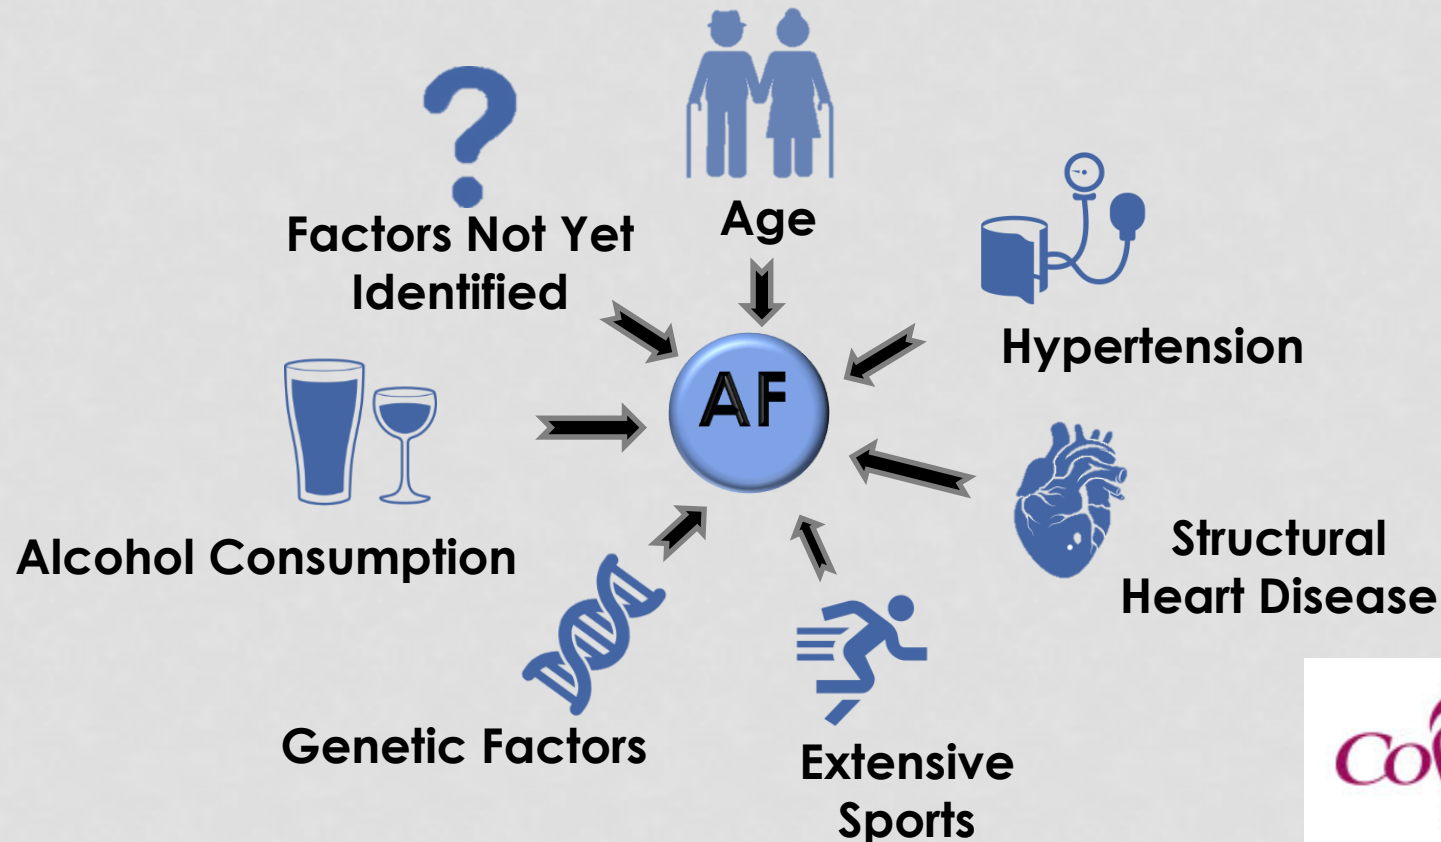 Age
Factors Not Yet
Identified
Hypertension
AF
Alcohol Consumption
Structural
Heart Disease
Genetic Factors
Extensive
Sports